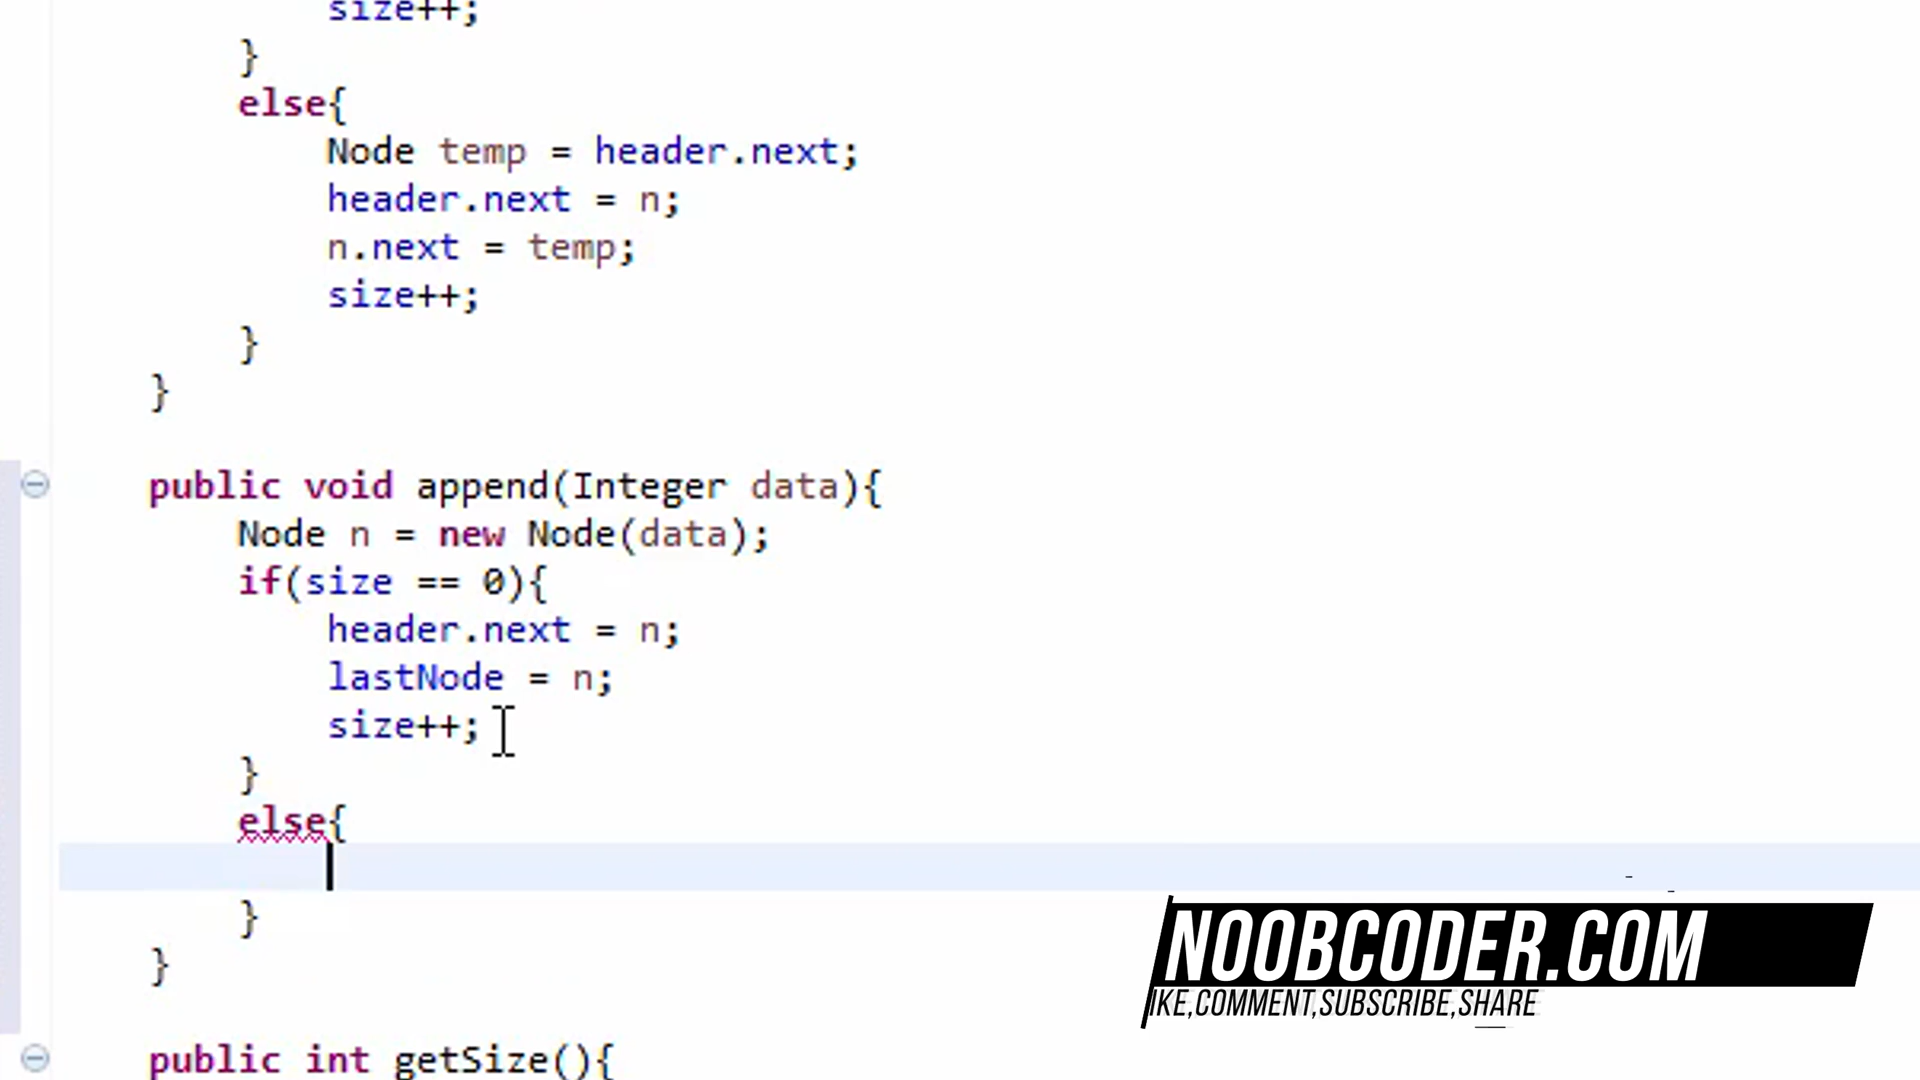 size++;
}
else{
Node temp = header.next;
header.next = n;
n.next = temp;
size++;
}
}
public void append(Integer data){
Node n = new Node(data);
if(size == 0){
header.next = n;
lastNode = n;
size++;
}
else{
}
}
public int getSize(){
NOOBCODER.COM
IKE,COMMENT,SUBSCRIBE,SHARE